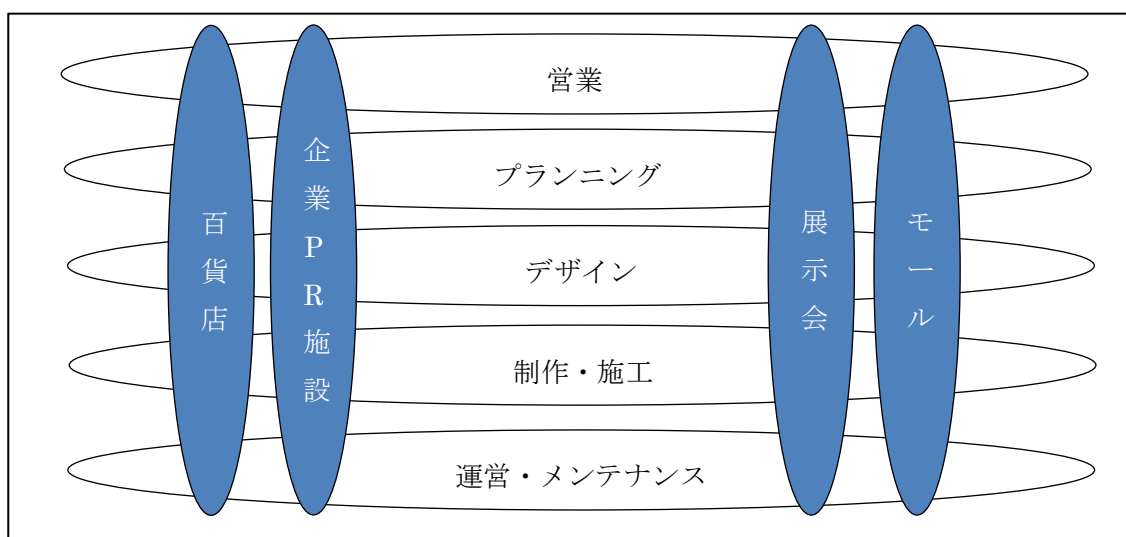 営業
プランニング
デザイン
制作・施工
運営・メンテナンス
百貨店
企業PR施設
展示会
モール